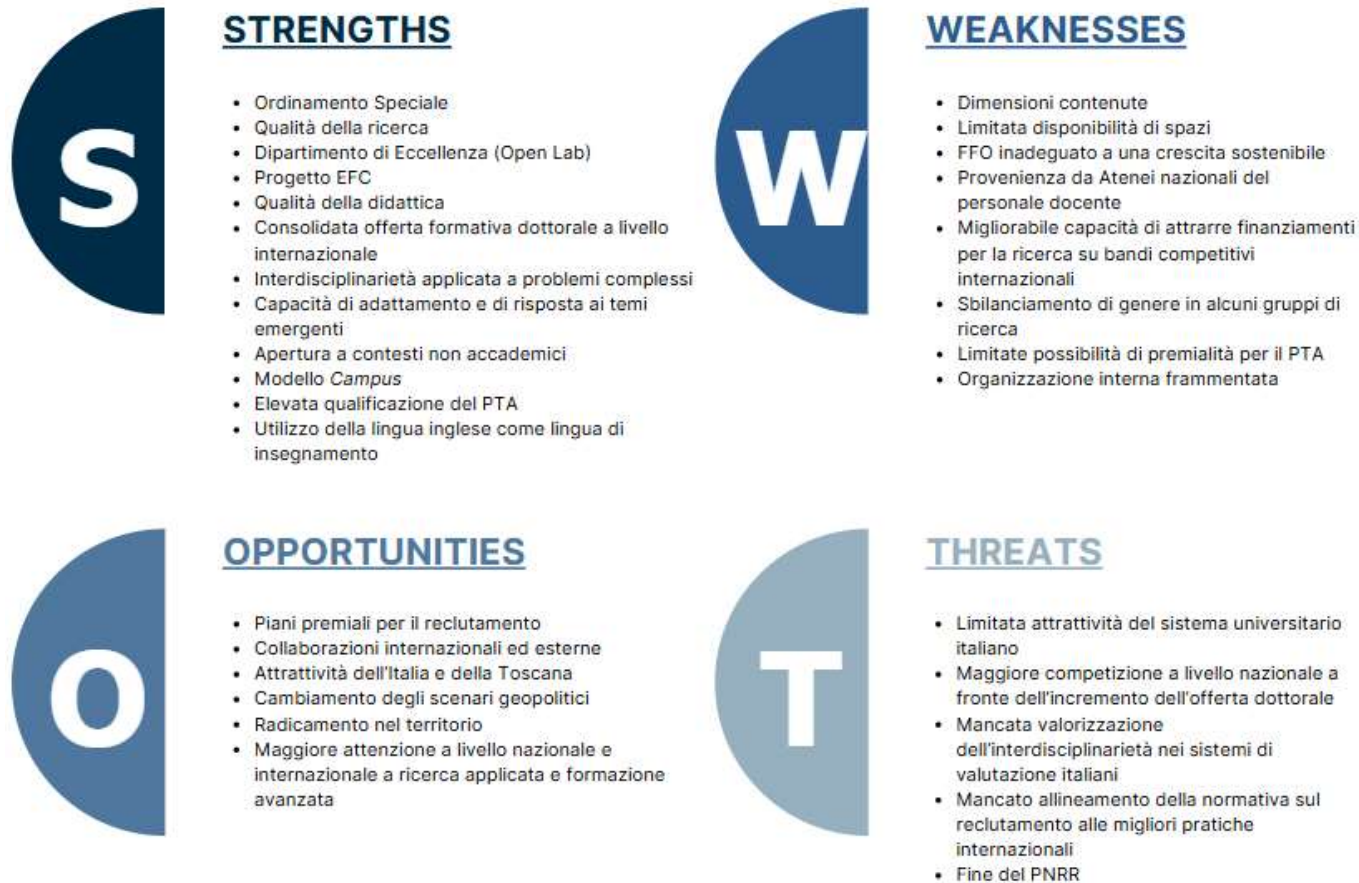 S
STRENGTHS
• Ordinamento Speciale
• Qualità della ricerca
• Dipartimento di Eccellenza (Open Lab)
• Progetto EFC
• Qualità della didattica
• Consolidata offerta formativa dottorale a livello
internazionale
• Interdisciplinarietà applicata a problemi complessi
• Capacità di adattamento e di risposta ai temi
emergenti
• Apertura a contesti non accademici
• Modello Campus
• Elevata qualificazione del PTA
• Utilizzo della lingua inglese come lingua di
insegnamento
W
WEAKNESSES
• Dimensioni contenute
• Limitata disponibilità di spazi
• FFO inadeguato a una crescita sostenibile
• Provenienza da Atenei nazionali del
personale docente
• Migliorabile capacità di attrarre finanziamenti
per la ricerca su bandi competitivi
internazionali
• Sbilanciamento di genere in alcuni gruppi di
ricerca
• Limitate possibilità di premialità per il PTA
• Organizzazione interna frammentata
O
OPPORTUNITIES
• Piani premiali per il reclutamento
• Collaborazioni internazionali ed esterne
• Attrattività dell'Italia e della Toscana
• Cambiamento degli scenari geopolitici
• Radicamento nel territorio
• Maggiore attenzione a livello nazionale e
internazionale a ricerca applicata e formazione
avanzata
T
THREATS
• Limitata attrattività del sistema universitario
italiano
• Maggiore competizione a livello nazionale a
fronte dell'incremento dell'offerta dottorale
• Mancata valorizzazione
dell'interdisciplinarietà nei sistemi di
valutazione italiani
• Mancato allineamento della normativa sul
reclutamento alle migliori pratiche
internazionali
• Fine del PNRR